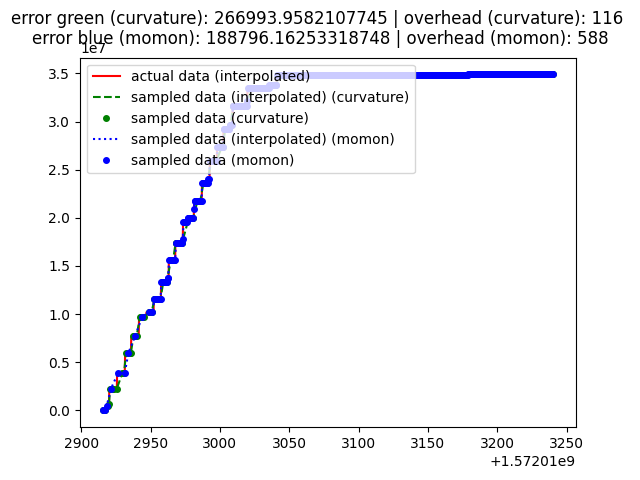 error green (curvature): 266993.9582107745 | overhead (curvature): 116
error blue (momon): 188796.16253318748 | overhead (momon): 588
1e7
actual data (interpolated)
sampled data (interpolated) (curvature)
sampled data (curvature)
sampled data (interpolated) (momon)
sampled data (momon)
3.5
3.0
2.5
2.0
1.5
1.0
0.5
0.0
2900 2950 3000 3050 3100 3150 3200 3250
+1.57201e9